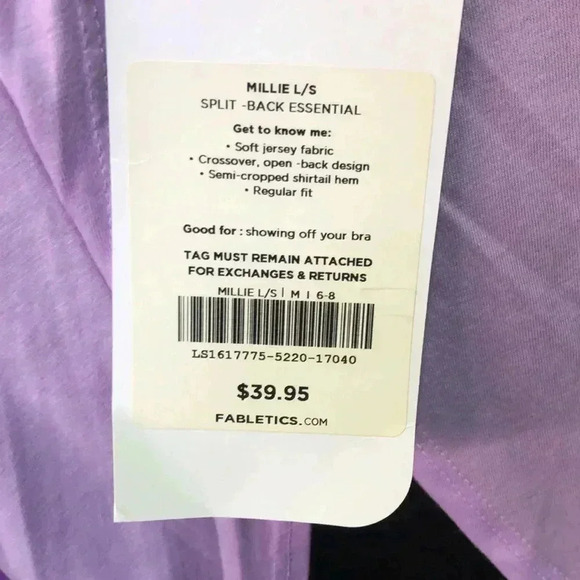 MILLIE L/S
SPLIT -BACK ESSENTIAL
Get to know me:
• Soft jersey fabric
• Crossover, open -back design
• Semi-cropped shirtail hem
• Regular fit
Good for : showing off your bra
TAG MUST REMAIN ATTACHED
FOR EXCHANGES & RETURNS
MILLIE L/S | M | 6-8
LS1617775-5220-17040
$39.95
FABLETICS.COM